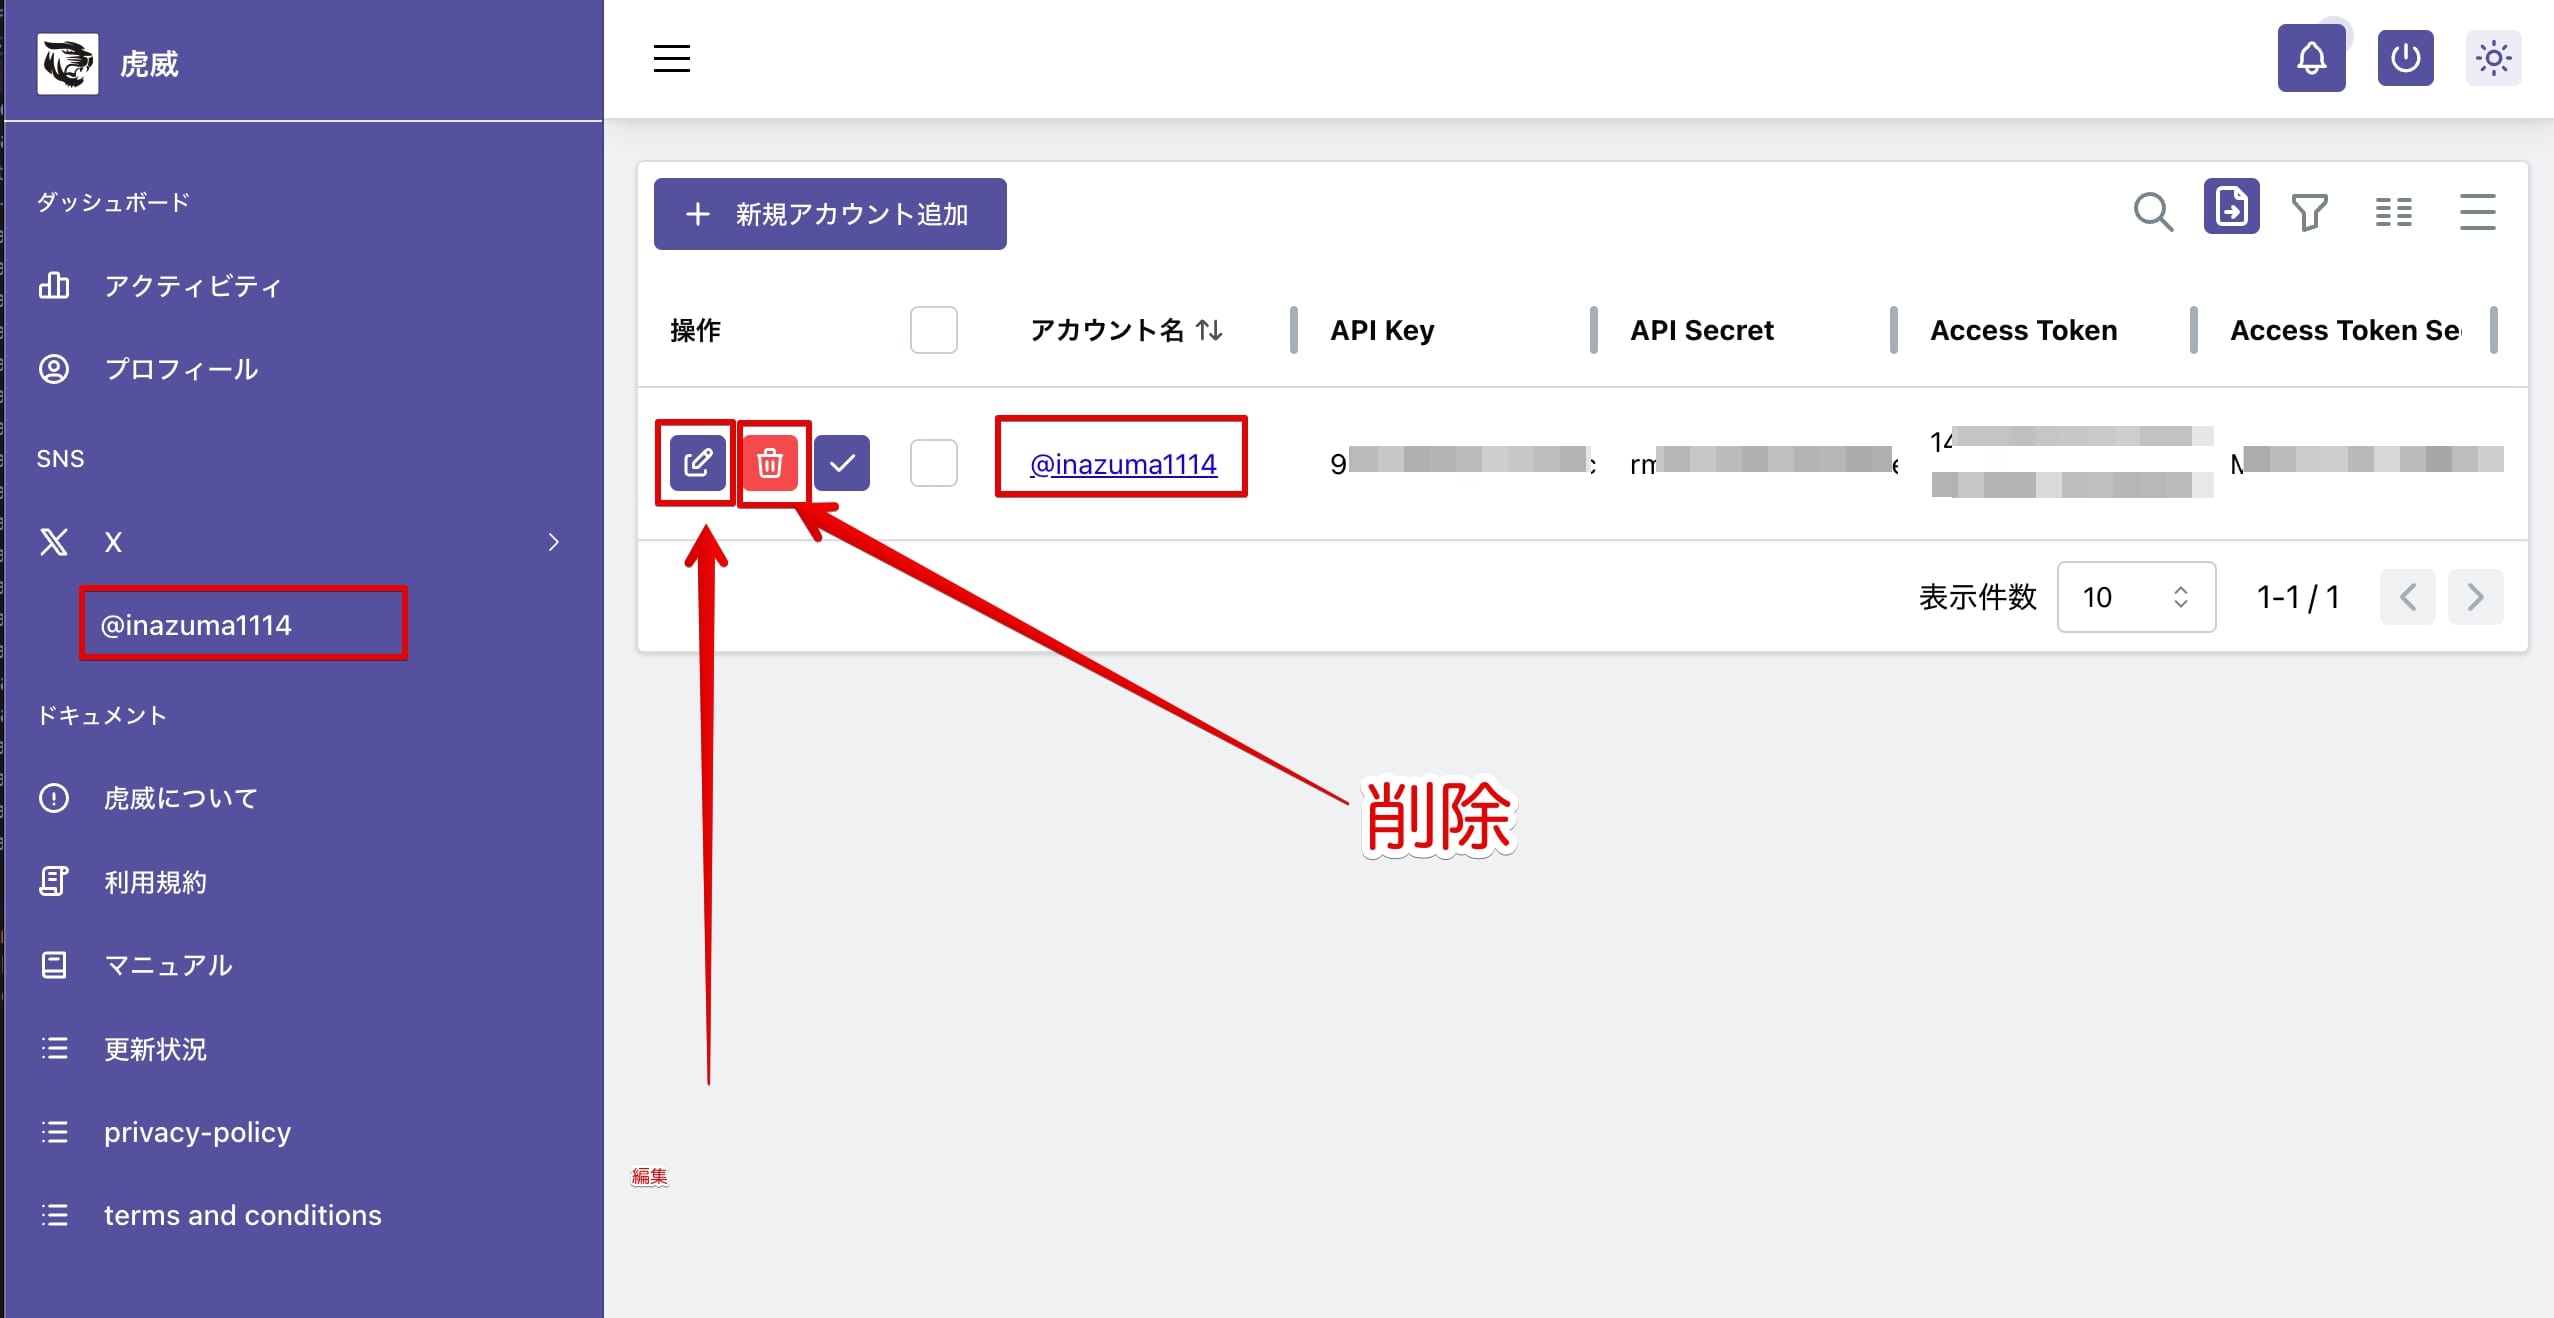 虎威
ダッシュボード
アクティビティ
プロフィール
SNS
X
@inazuma1114
ドキュメント
虎威について
利用規約
マニュアル
更新状況
privacy-policy
terms and conditions
新規アカウント追加
操作 アカウント名 API Key API Secret Access Token Access Token Se
@inazuma1114 9 rm 14
表示件数 10 1-1 / 1
削除
編集